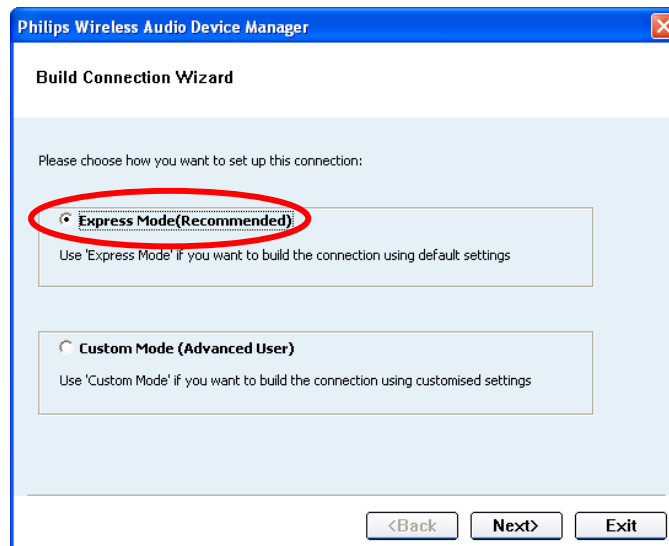 Philips Wireless Audio Device Manager
Build Connection Wizard
Please choose how you want to set up this connection:
Express Mode(Recommended)
Use 'Express Mode' if you want to build the connection using default settings
Custom Mode (Advanced User)
Use 'Custom Mode' if you want to build the connection using customised settings
<Back Next> Exit